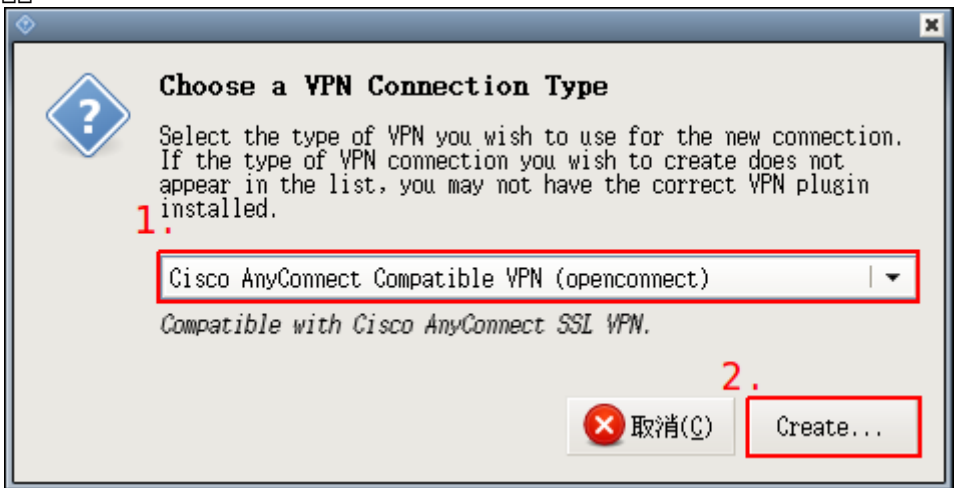 Choose a VPN Connection Type
Select the type of VPN you wish to use for the new connection.
If the type of VPN connection you wish to create does not
appear in the list, you may not have the correct VPN plugin
installed.
1.
Cisco AnyConnect Compatible VPN (openconnect)
Compatible with Cisco AnyConnect SSL VPN.
2.
取消(C)
Create...